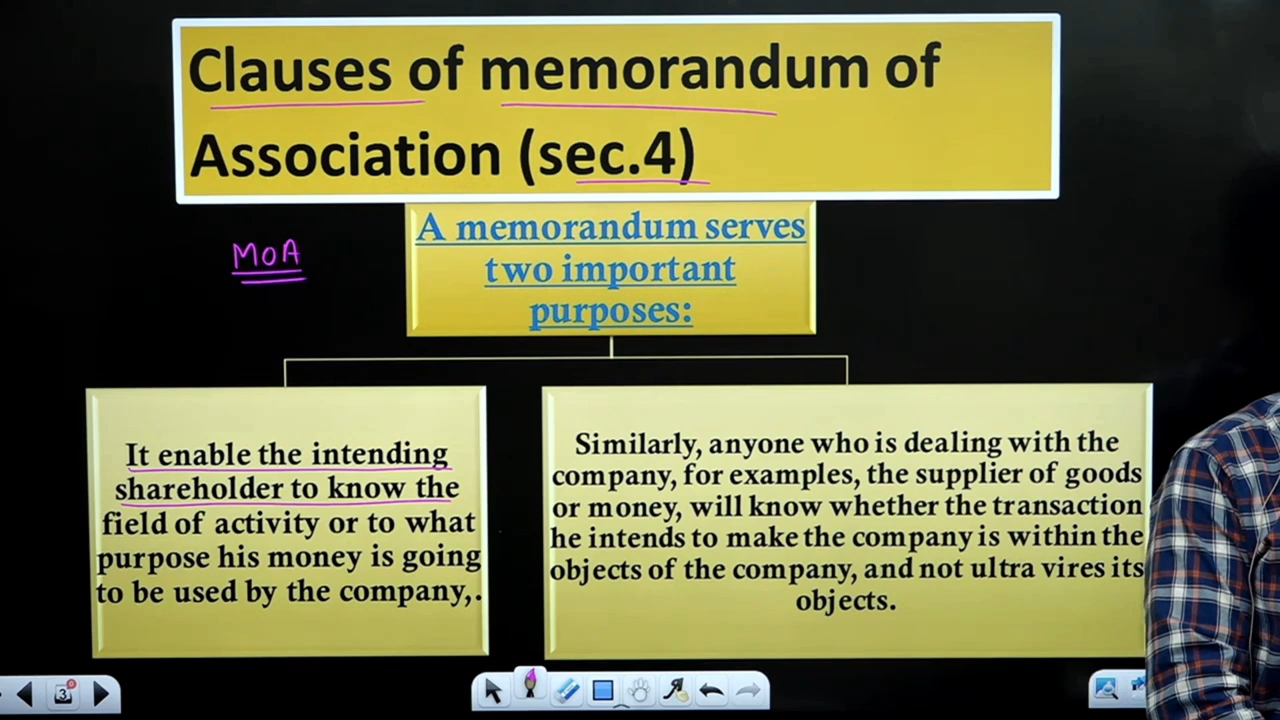 Clauses of memorandum of
Association (sec.4)
MOA
A memorandum serves
two important
purposes:
It enable the intending
shareholder to know the
field of activity or to what
purpose his money is going
to be used by the company,.
Similarly, anyone who is dealing with the
company, for examples, the supplier of goods
or money, will know whether the transaction
he intends to make the company is within the
objects of the company, and not ultra vires its
objects.
3